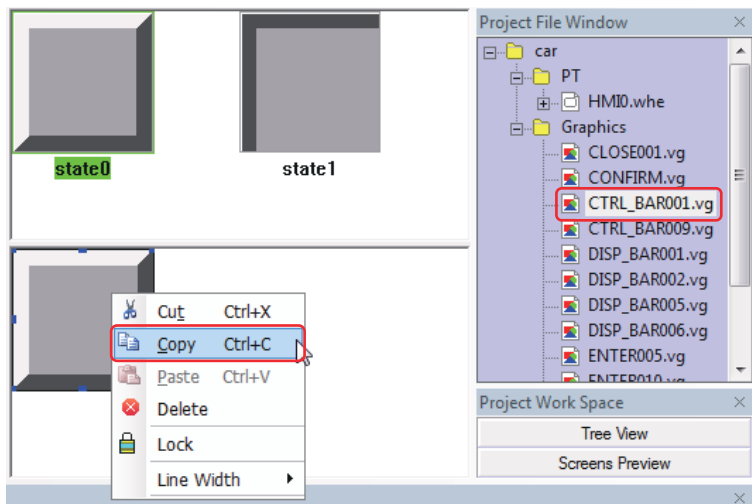 state0
state1
Cut Ctrl+X
Copy Ctrl+C
Paste Ctrl+V
Delete
Lock
Line Width
Project File Window
car
PT
HMI0.whe
Graphics
CLOSE001.vg
CONFIRM.vg
CTRL_BAR001.vg
CTRL_BAR009.vg
DISP_BAR001.vg
DISP_BAR002.vg
DISP_BAR005.vg
DISP_BAR006.vg
ENTER005.vg
ENTER010.vg
Project Work Space
Tree View
Screens Preview